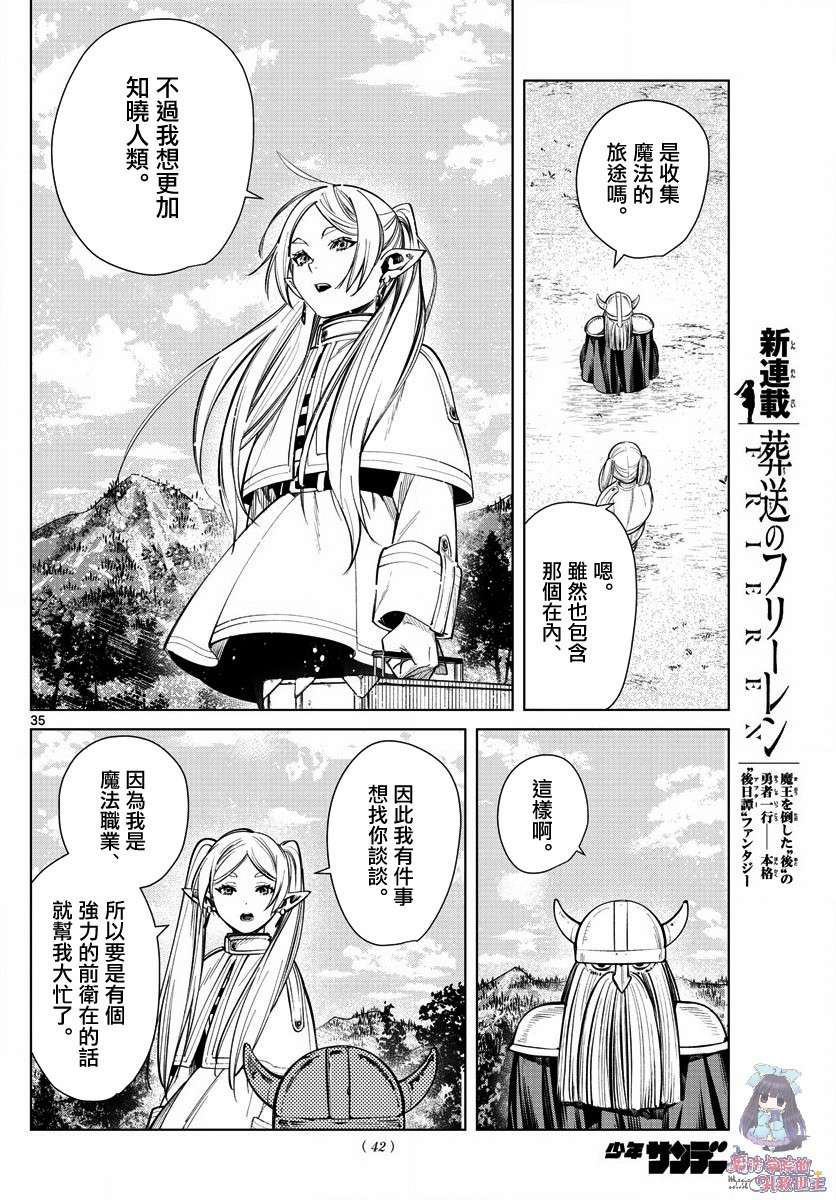 是收集
魔法的
旅途嗎。
嗯。
雖然也包含
那個在內、
不過我想更加
知曉人類。
新連載
葬送のフリーレン
FRIEREN
魔王を倒した“後”の
勇者一行――本格
“後日譚”ファンタジー
35
這樣啊。
因此我有件事
想找你談談。
因為我是
魔法職業、
所以要是有個
強力的前衛在的話
就幫我大忙了。
(42)
少年サンデー